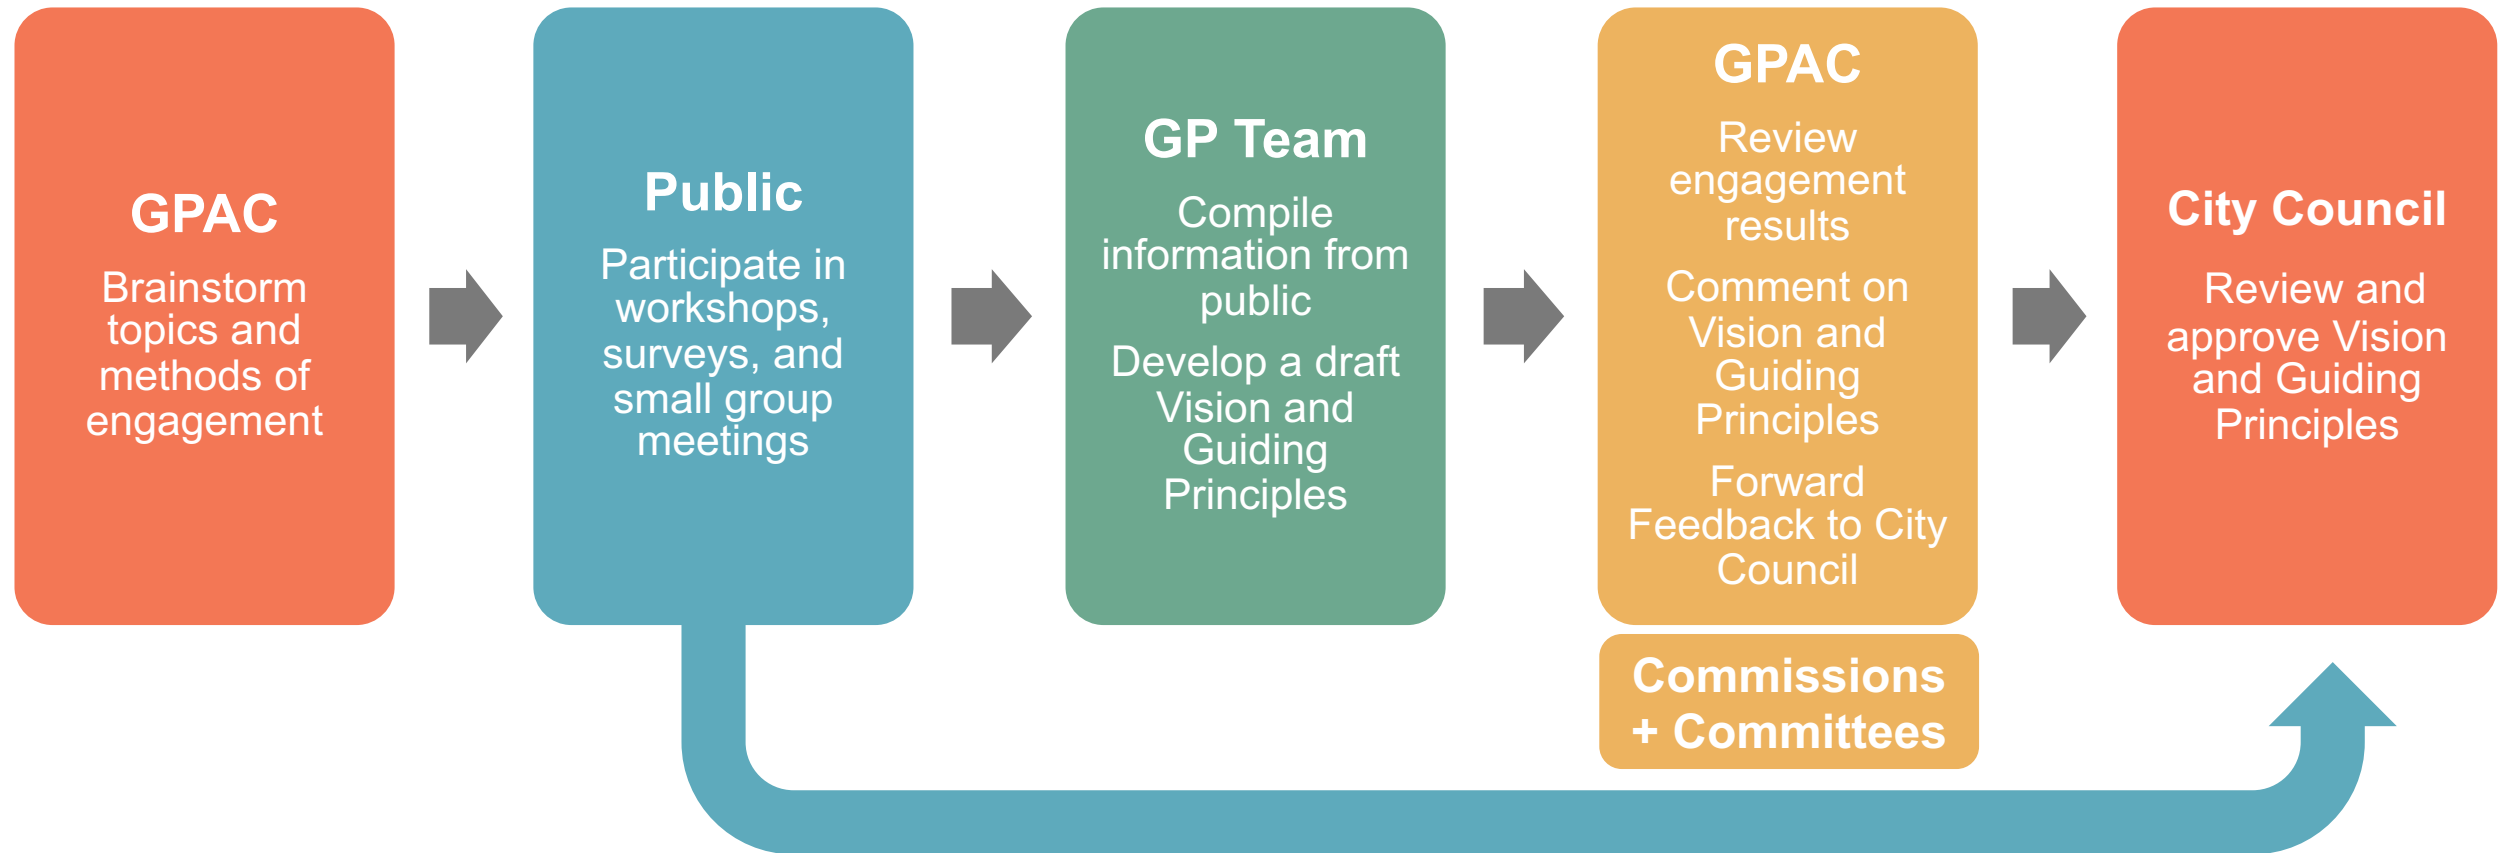 GPAC
Brainstorm
topics and
methods of
engagement
Public
Participate in
workshops,
surveys, and
small group
meetings
GP Team
Compile
information from
public
Develop a draft
Vision and
Guiding
Principles
GPAC
Review
engagement
results
Comment on
Vision and
Guiding
Principles
Forward
Feedback to City
Council
Commissions
+ Committees
City Council
Review and
approve Vision
and Guiding
Principles